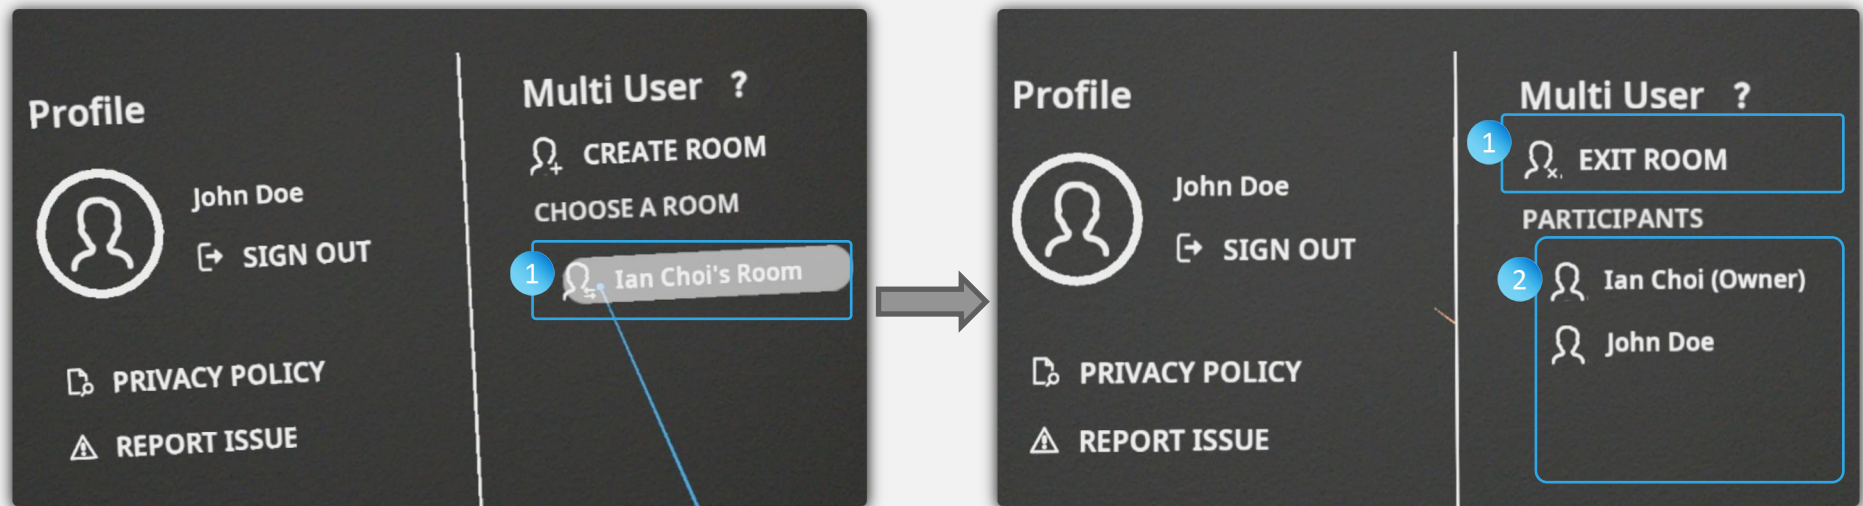 Profile
John Doe
SIGN OUT
PRIVACY POLICY
REPORT ISSUE
Multi User ?
CREATE ROOM
CHOOSE A ROOM
1
Ian Choi's Room
Profile
John Doe
SIGN OUT
PRIVACY POLICY
REPORT ISSUE
Multi User ?
1
EXIT ROOM
PARTICIPANTS
2
Ian Choi (Owner)
John Doe